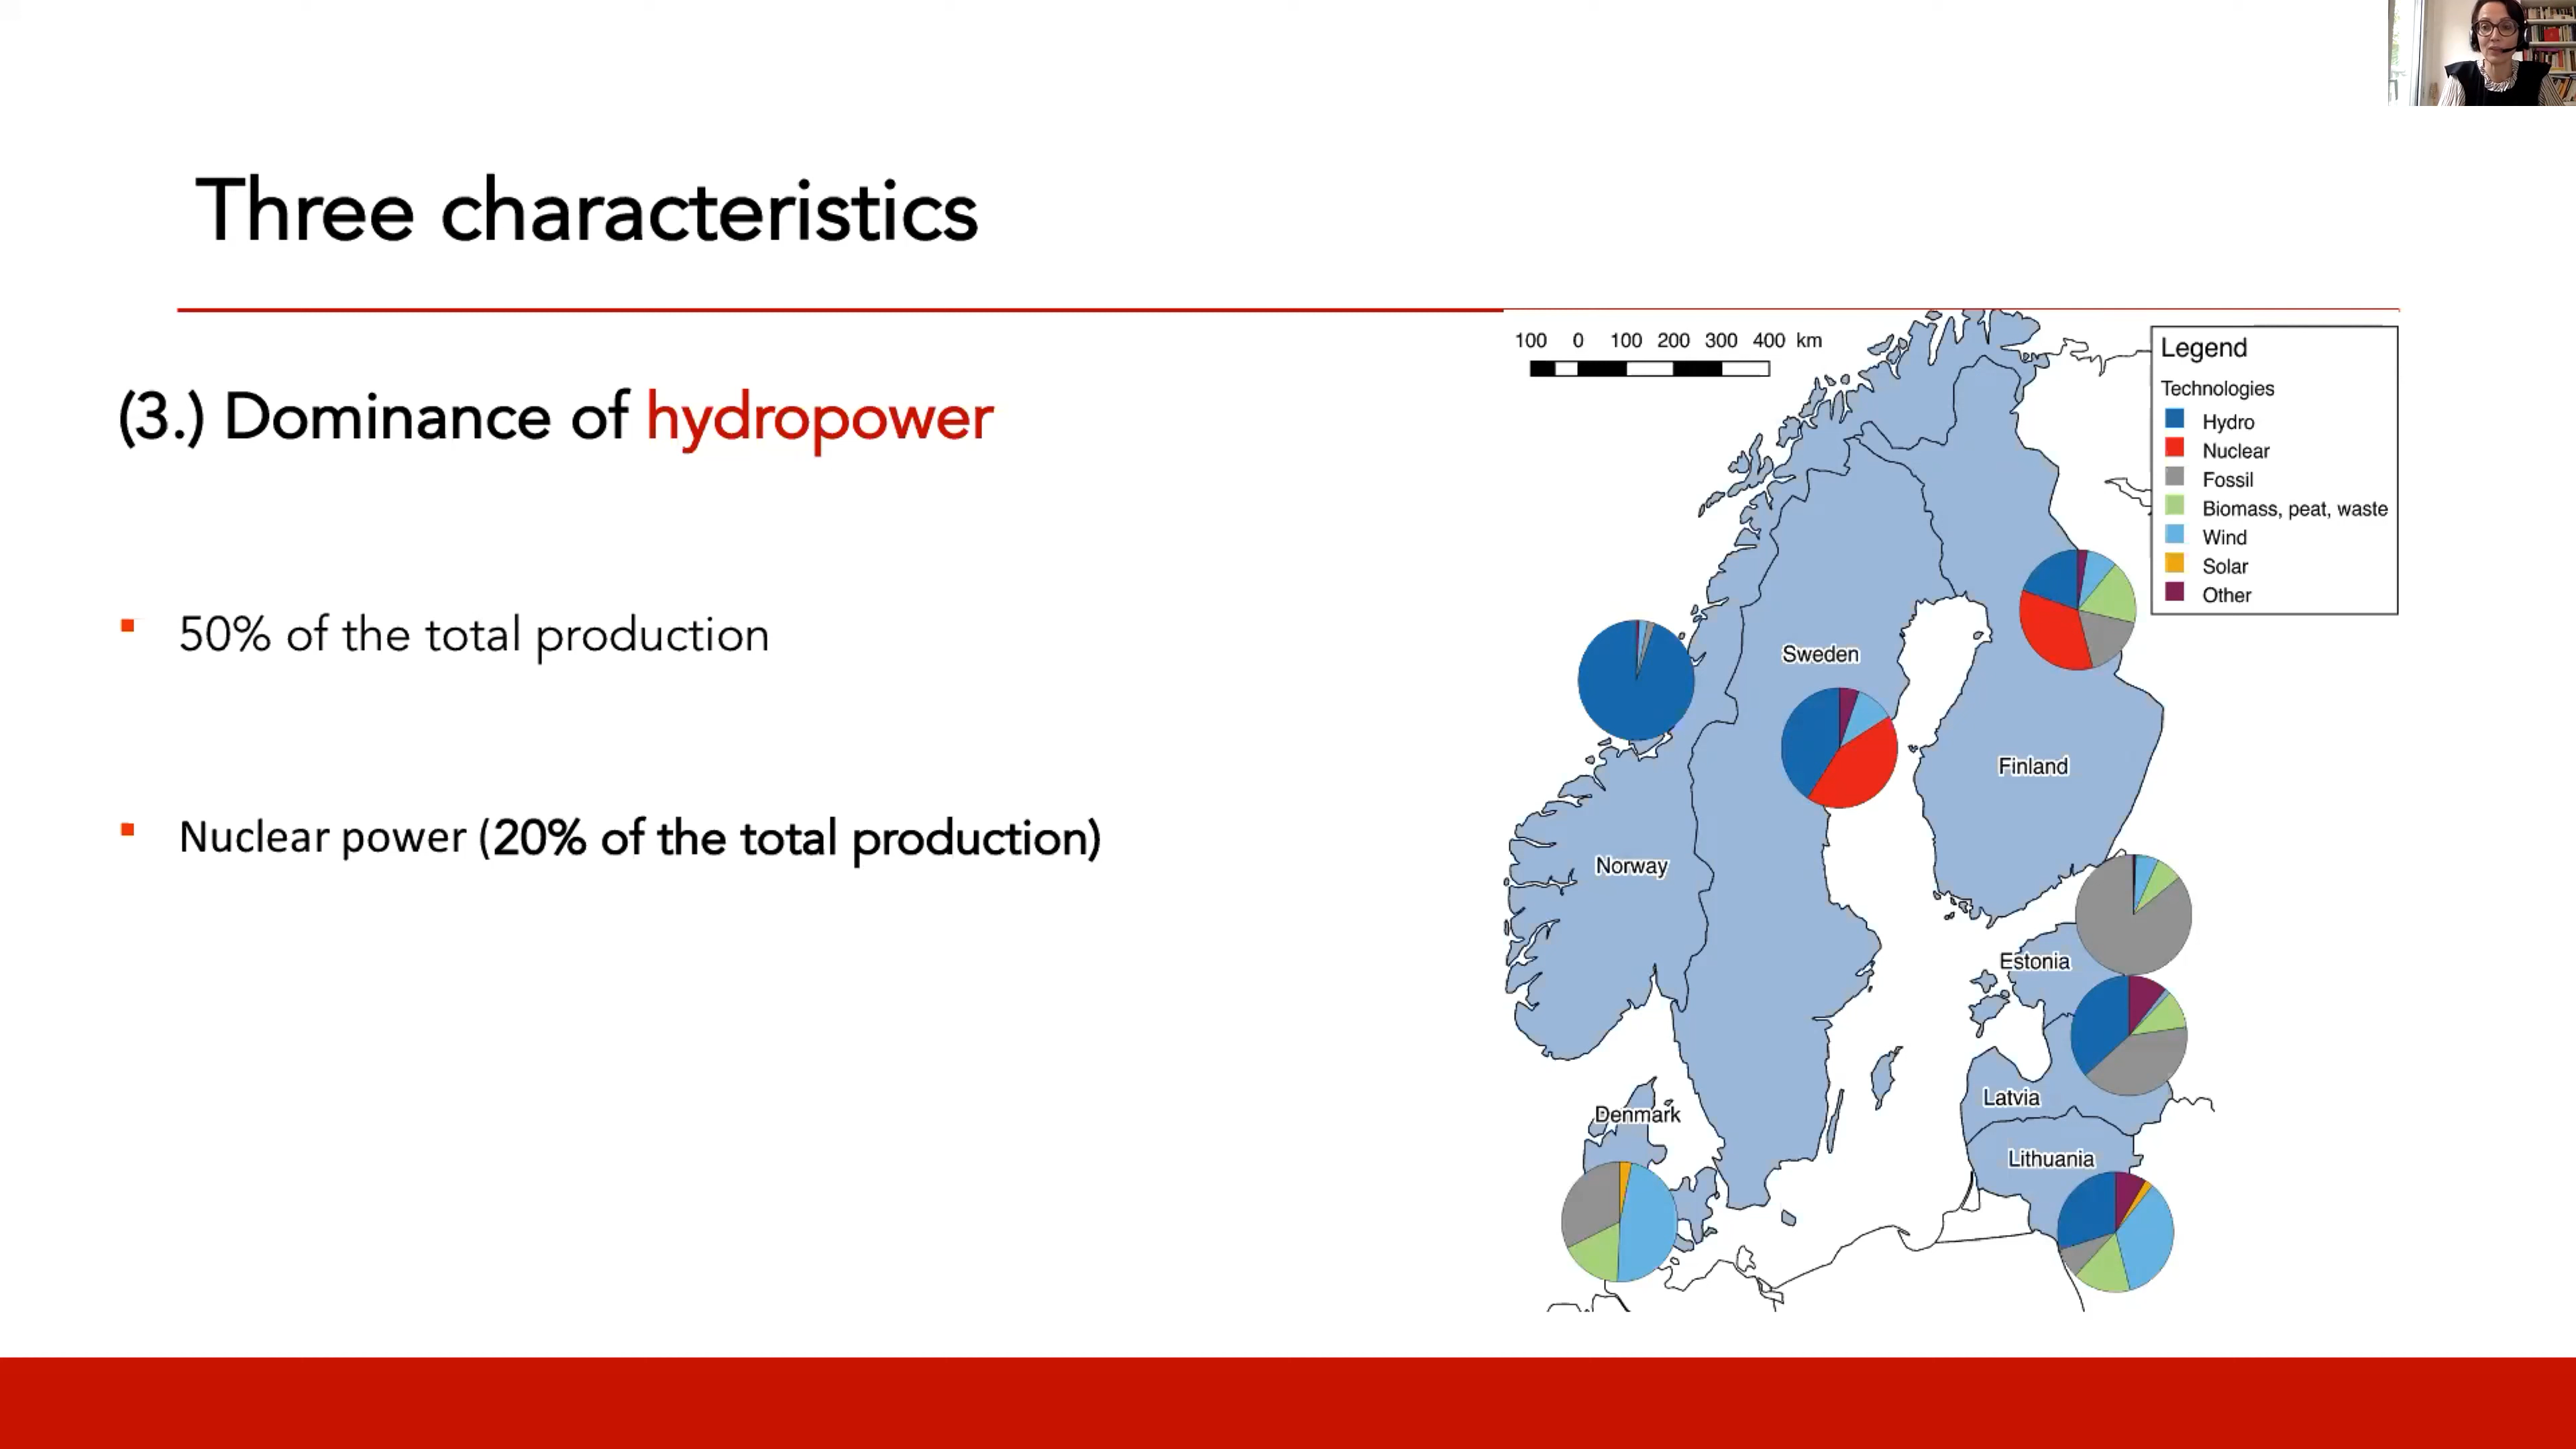 Three characteristics
(3.) Dominance of hydropower
50% of the total production
Nuclear power (20% of the total production)
100 0 100 200 300 400 km
Legend
Technologies
Hydro
Nuclear
Fossil
Biomass, peat, waste
Wind
Solar
Other
Sweden
Finland
Norway
Estonia
Latvia
Denmark
Lithuania